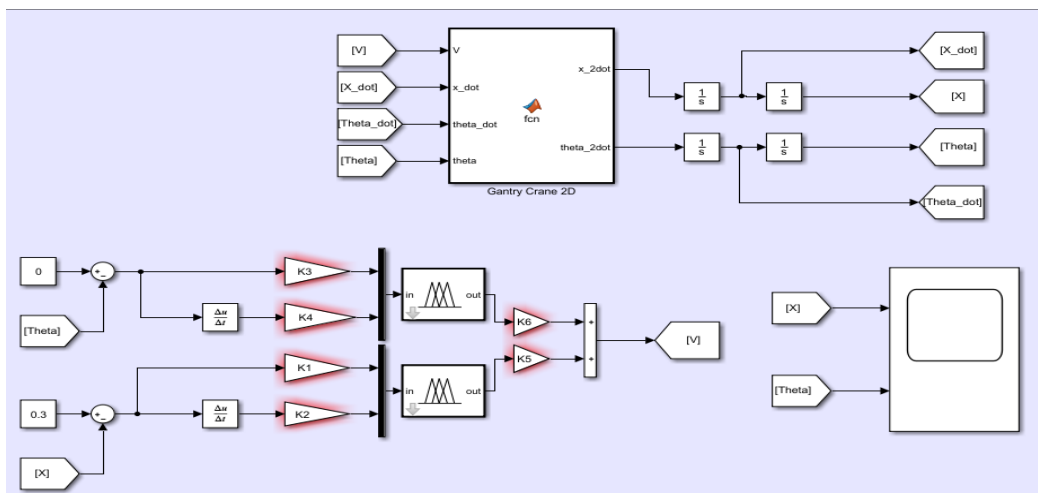 [V]
V
[X_dot]
x_dot
[Theta_dot]
theta_dot
[Theta]
theta
x_2dot
fcn
theta_2dot
Gantry Crane 2D
1
s
1
s
[X_dot]
[X]
1
s
1
s
[Theta]
[Theta_dot]
0
+
-
[Theta]
Δu
Δt
K3
K4
in
out
K6
0.3
+
-
[X]
Δu
Δt
K1
K2
in
out
K5
+
+
[V]
[X]
[Theta]